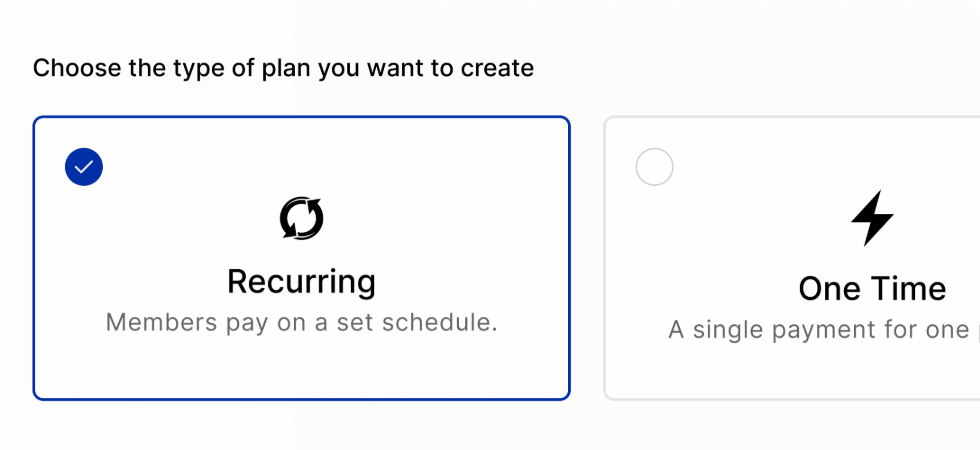 Choose the type of plan you want to create
Recurring
Members pay on a set schedule.
One Time
A single payment for one